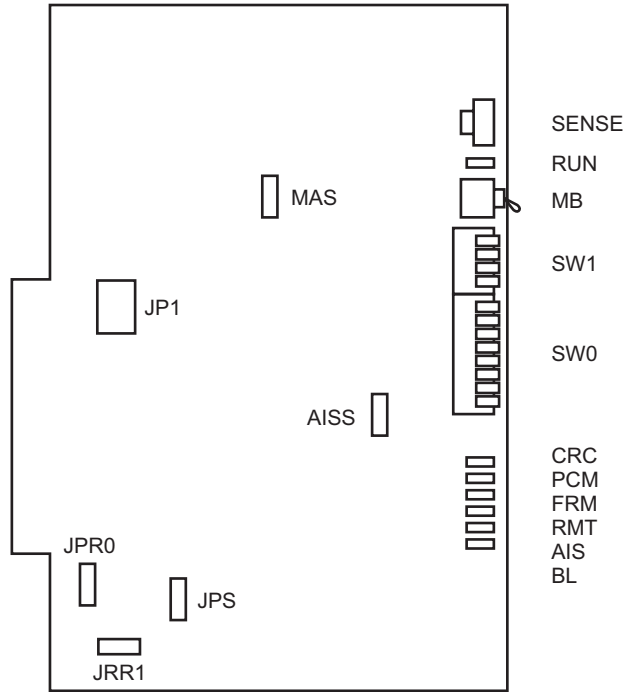 SENSE
RUN
MAS
MB
SW1
JP1
SW0
AISS
CRC
PCM
FRM
RMT
AIS
BL
JPR0
JPS
JRR1